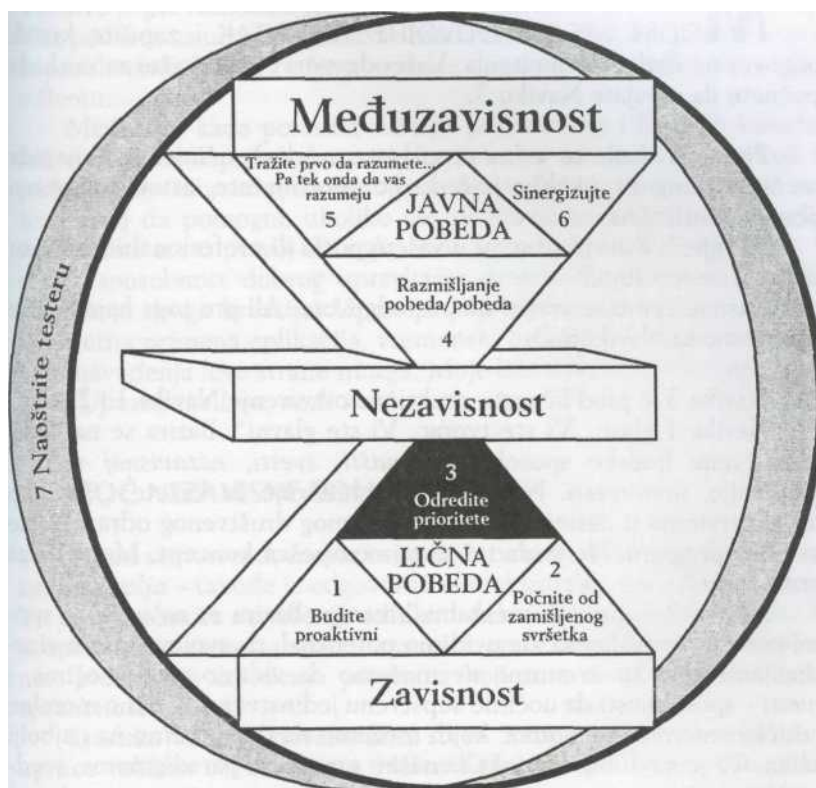 Međuzavisnost
Tražite prvo da razumete...
Pa tek onda da vas
razumeju
5
JAVNA
POBEDA
Sinergizujte
6
Razmišljanje
pobeda/pobeda
4
7 Naoštrite testeru
Nezavisnost
3
Odredite
prioritete
LIČNA
POBEDA
2
Počnite od
zamišljenog
svršetka
Budite
proaktivni
Zavisnost